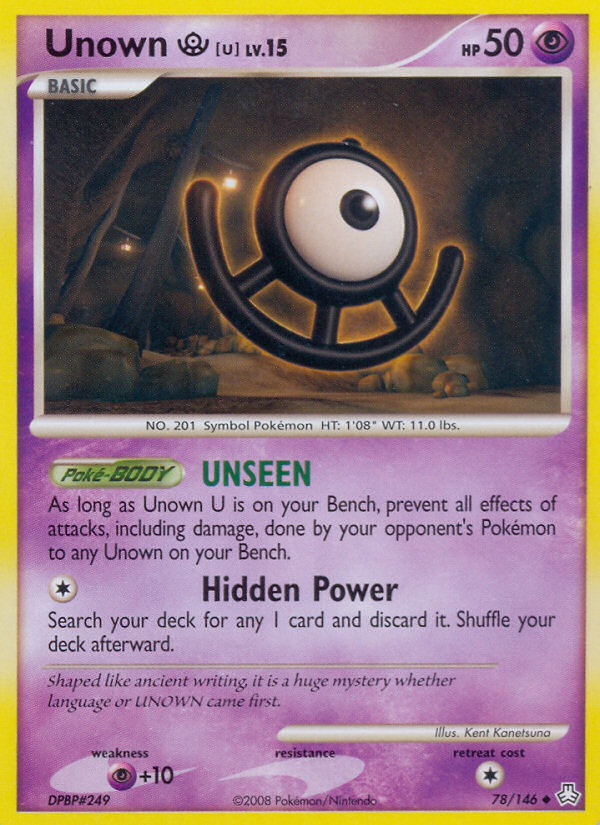 Unown [U] LV.15 HP 50
BASIC
NO. 201 Symbol Pokémon HT: 1'08" WT: 11.0 lbs.
Poké-BODY UNSEEN
As long as Unown U is on your Bench, prevent all effects of
attacks, including damage, done by your opponent's Pokémon
to any Unown on your Bench.
Hidden Power
Search your deck for any 1 card and discard it. Shuffle your
deck afterward.
Shaped like ancient writing, it is a huge mystery whether
language or UNOWN came first.
Illus. Kent Kanetsuna
weakness resistance retreat cost
+10
DPBP#249 ©2008 Pokémon/Nintendo 78/146